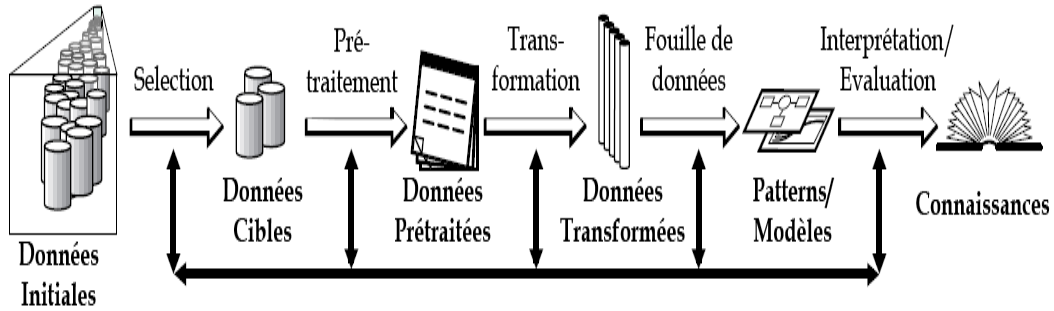 Selection
Pré-
traitement
Trans-
formation
Fouille de
données
Interprétation/
Evaluation
Données
Initiales
Données
Cibles
Données
Prétraitées
Données
Transformées
Patterns/
Modèles
Connaissances